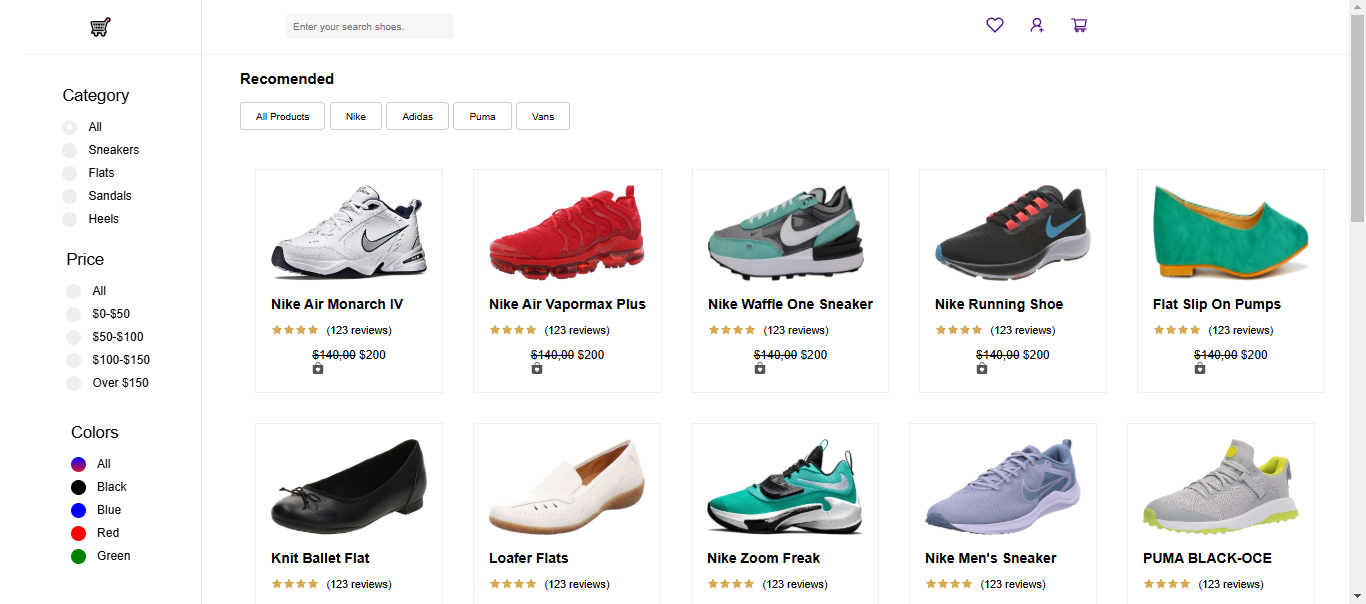 Enter your search shoes.
Category
All
Sneakers
Flats
Sandals
Heels
Price
All
$0-$50
$50-$100
$100-$150
Over $150
Colors
All
Black
Blue
Red
Green
Recomended
All Products Nike Adidas Puma Vans
Nike Air Monarch IV
(123 reviews)
$140,00 $200
Nike Air Vapormax Plus
(123 reviews)
$140,00 $200
Nike Waffle One Sneaker
(123 reviews)
$140,00 $200
Nike Running Shoe
(123 reviews)
$140,00 $200
Flat Slip On Pumps
(123 reviews)
$140,00 $200
Knit Ballet Flat
(123 reviews)
Loafer Flats
(123 reviews)
Nike Zoom Freak
(123 reviews)
Nike Men's Sneaker
(123 reviews)
PUMA BLACK-OCE
(123 reviews)